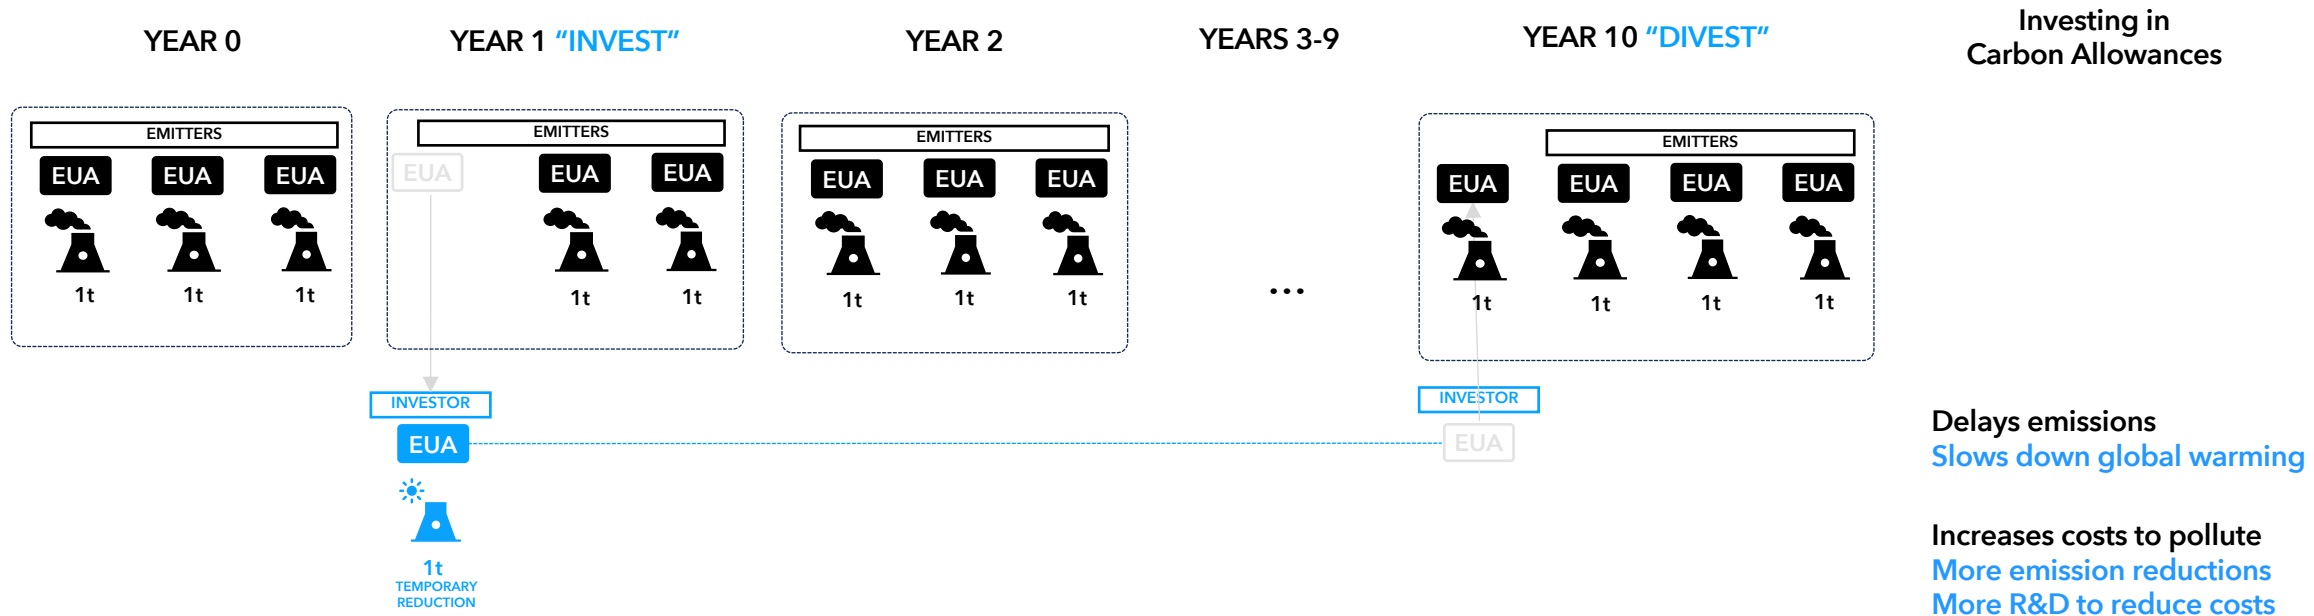 YEAR 0
YEAR 1 “INVEST”
YEAR 2
YEARS 3-9
YEAR 10 “DIVEST”
Investing in
Carbon Allowances
EMITTERS
EUA EUA EUA
1t 1t 1t
EMITTERS
EUA EUA EUA
1t 1t
EMITTERS
EUA EUA EUA
1t 1t 1t
...
EMITTERS
EUA EUA EUA EUA
1t 1t 1t 1t
INVESTOR
EUA
1t
TEMPORARY
REDUCTION
INVESTOR
EUA
Delays emissions
Slows down global warming
Increases costs to pollute
More emission reductions
More R&D to reduce costs